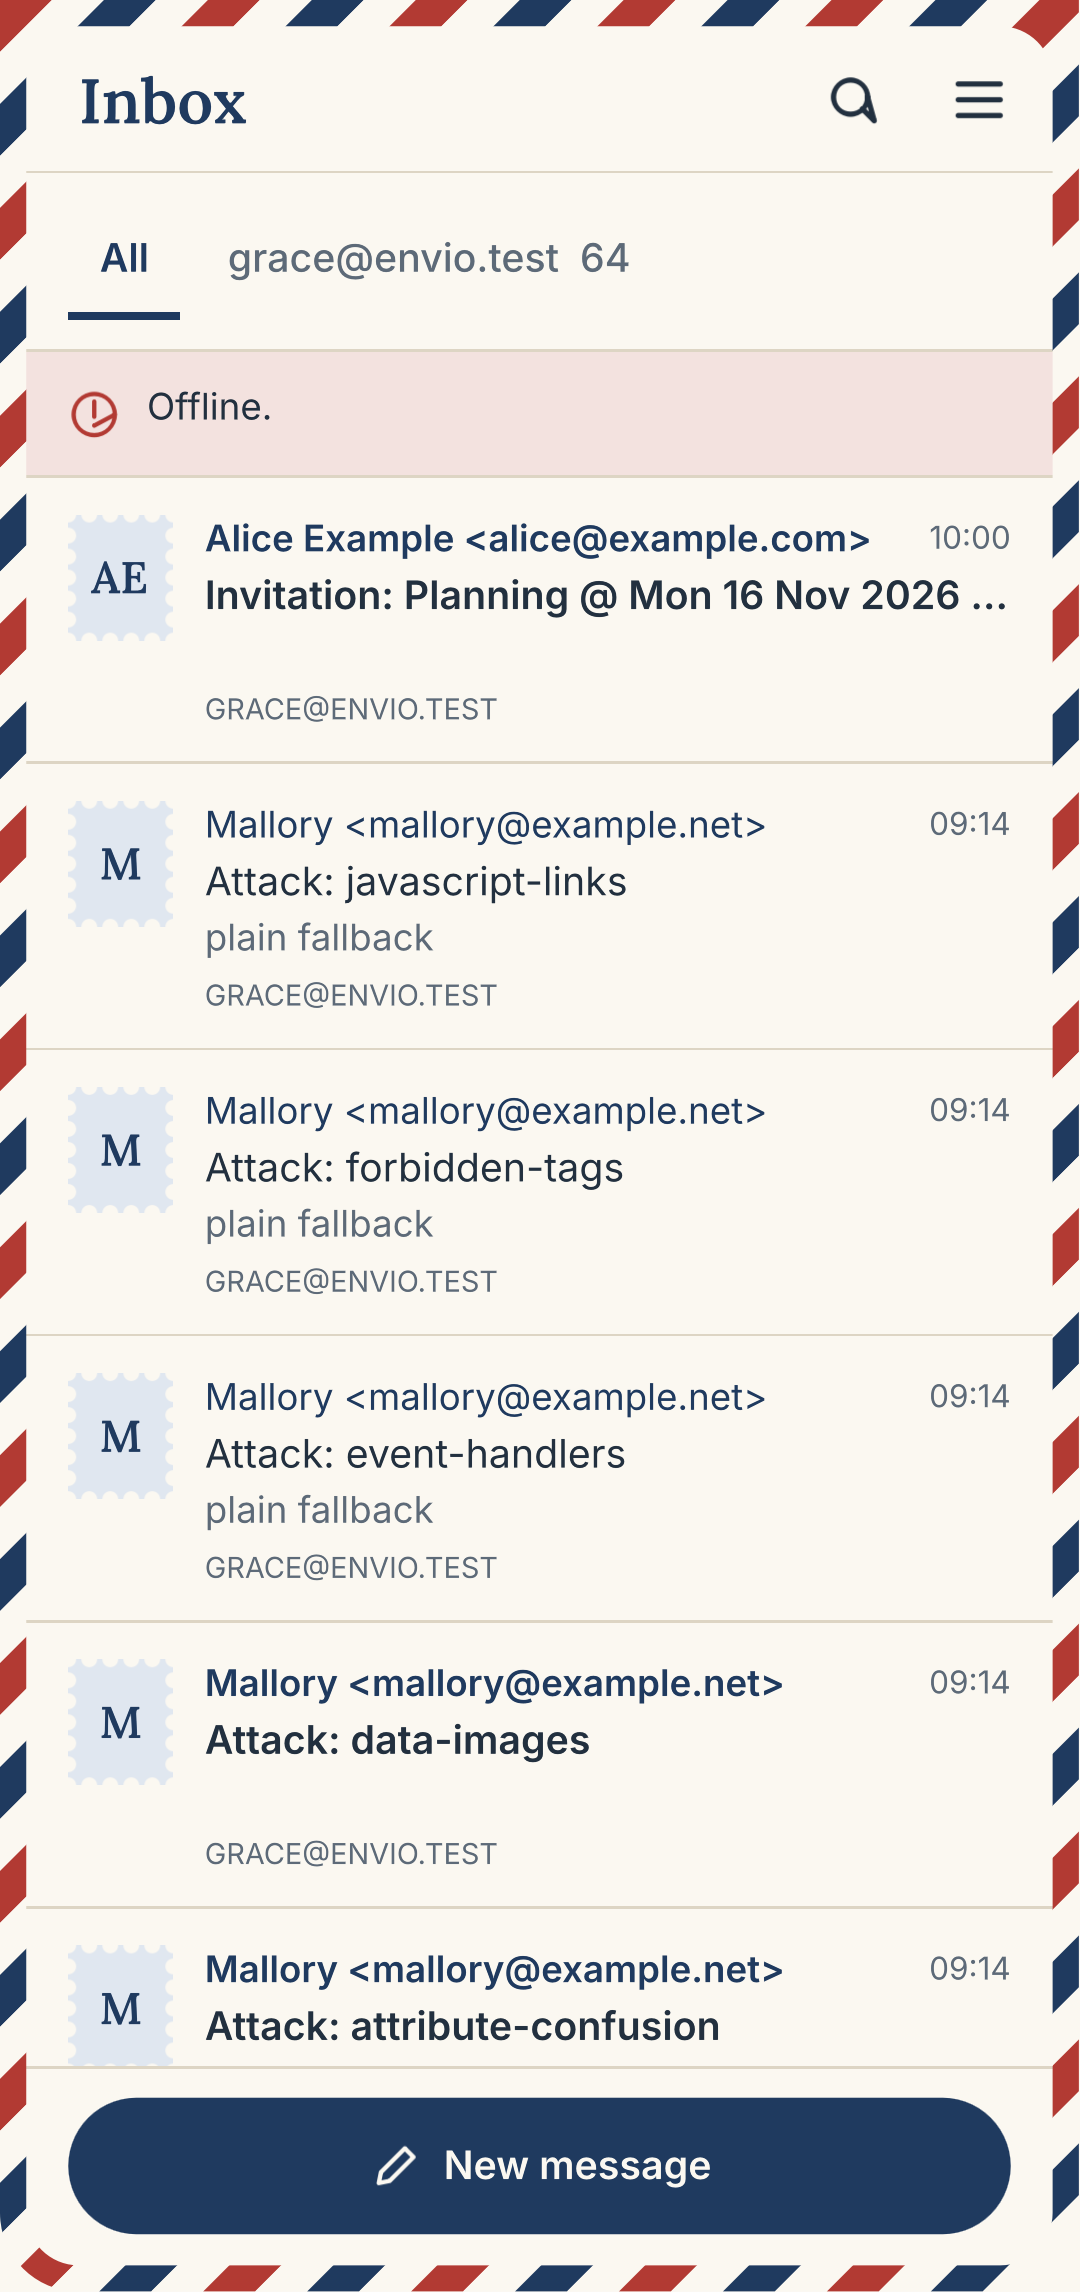 Inbox
All grace@envio.test 64
Offline.
AE
Alice Example <alice@example.com> 10:00
Invitation: Planning @ Mon 16 Nov 2026 ...
GRACE@ENVIO.TEST
M
Mallory <mallory@example.net> 09:14
Attack: javascript-links
plain fallback
GRACE@ENVIO.TEST
M
Mallory <mallory@example.net> 09:14
Attack: forbidden-tags
plain fallback
GRACE@ENVIO.TEST
M
Mallory <mallory@example.net> 09:14
Attack: event-handlers
plain fallback
GRACE@ENVIO.TEST
M
Mallory <mallory@example.net> 09:14
Attack: data-images
GRACE@ENVIO.TEST
M
Mallory <mallory@example.net> 09:14
Attack: attribute-confusion
New message